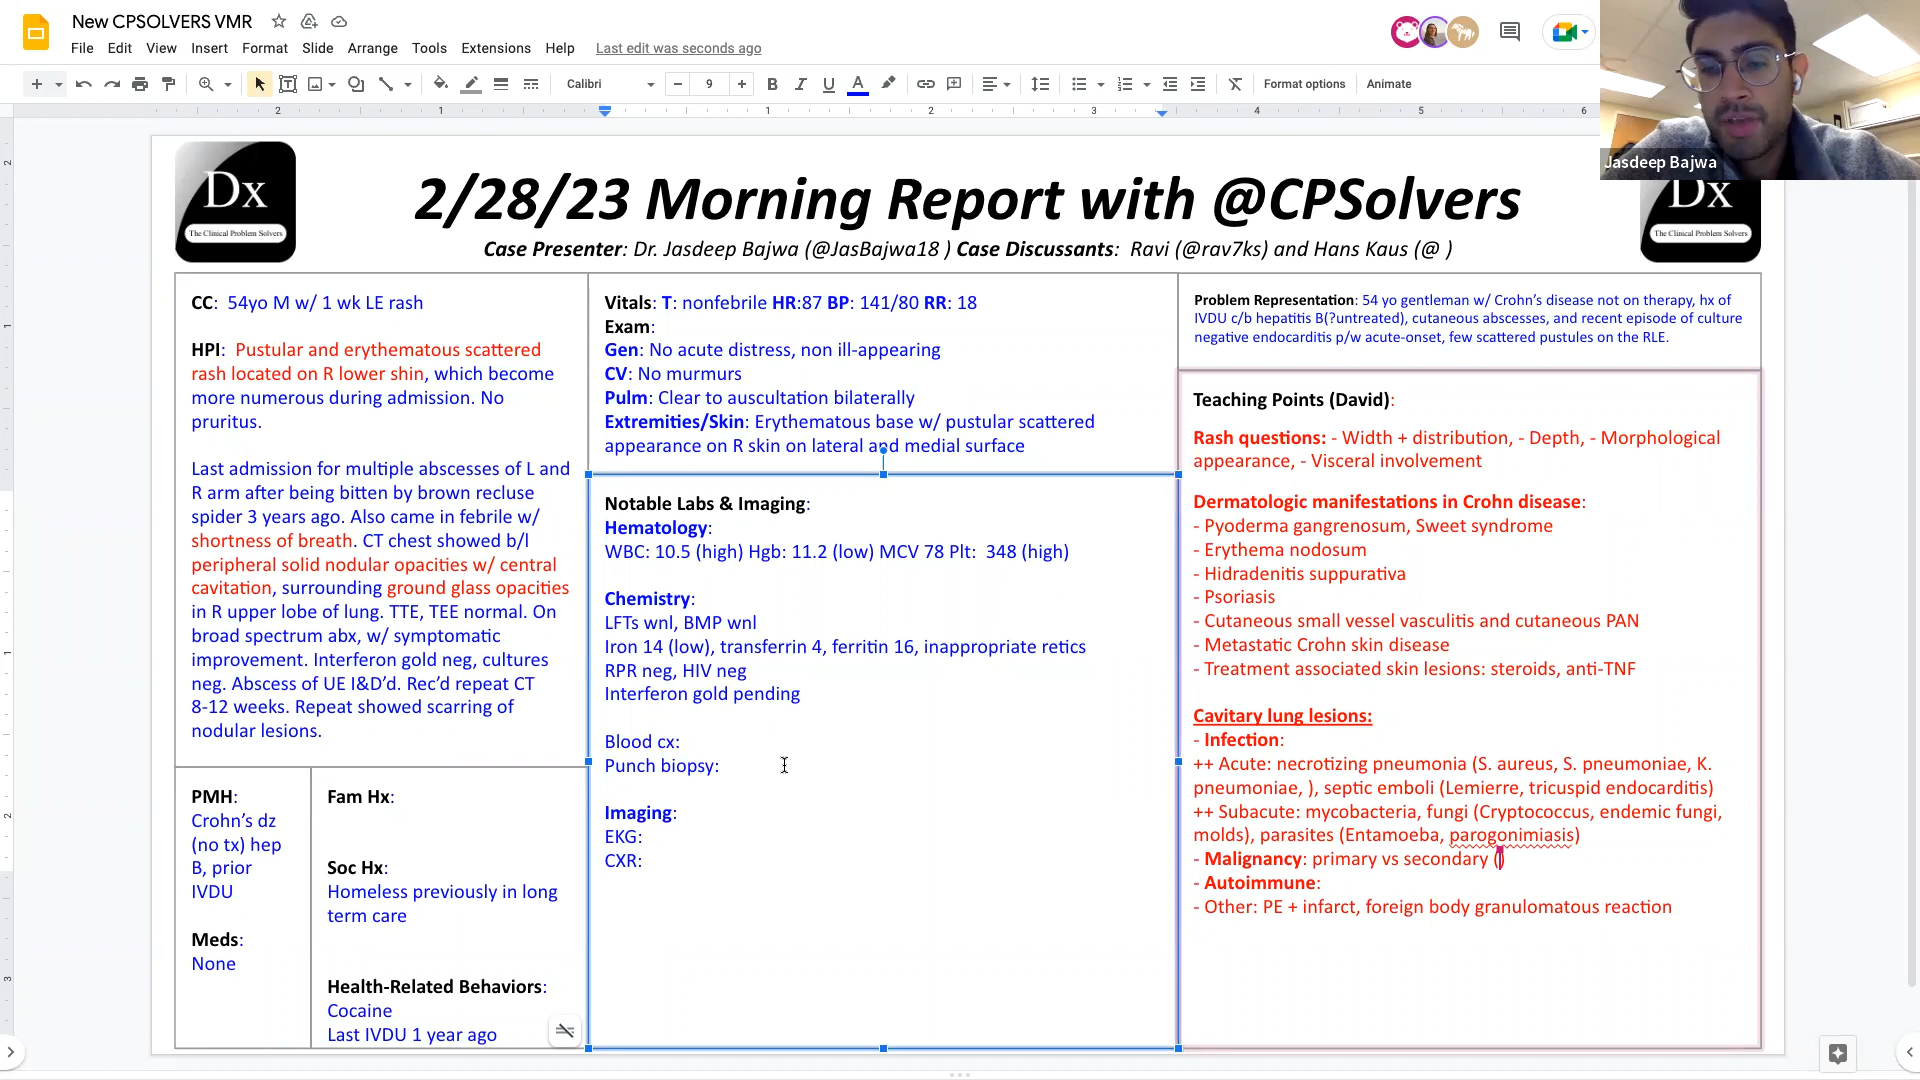 New CPSOLVERS VMR
File Edit View Insert Format Slide Arrange Tools Extensions Help Last edit was seconds ago
Calibri 9 B I U A Format options Animate
2 1 1 2 3 4 5 6
Jasdeep Bajwa
Dx
The Clinical Problem Solvers
2/28/23 Morning Report with @CPSolvers
Case Presenter: Dr. Jasdeep Bajwa (@JasBajwa18 ) Case Discussants: Ravi (@rav7ks) and Hans Kaus (@ )
Dx
The Clinical Problem Solvers
CC: 54yo M w/ 1 wk LE rash
HPI: Pustular and erythematous scattered
rash located on R lower shin, which become
more numerous during admission. No
pruritus.
Last admission for multiple abscesses of L and
R arm after being bitten by brown recluse
spider 3 years ago. Also came in febrile w/
shortness of breath. CT chest showed b/l
peripheral solid nodular opacities w/ central
cavitation, surrounding ground glass opacities
in R upper lobe of lung. TTE, TEE normal. On
broad spectrum abx, w/ symptomatic
improvement. Interferon gold neg, cultures
neg. Abscess of UE I&D’d. Rec’d repeat CT
8-12 weeks. Repeat showed scarring of
nodular lesions.
PMH:
Crohn’s dz
(no tx) hep
B, prior
IVDU
Meds:
None
Fam Hx:
Soc Hx:
Homeless previously in long
term care
Health-Related Behaviors:
Cocaine
Last IVDU 1 year ago
Vitals: T: nonfebrile HR:87 BP: 141/80 RR: 18
Exam:
Gen: No acute distress, non ill-appearing
CV: No murmurs
Pulm: Clear to auscultation bilaterally
Extremities/Skin: Erythematous base w/ pustular scattered
appearance on R skin on lateral and medial surface
Notable Labs & Imaging:
Hematology:
WBC: 10.5 (high) Hgb: 11.2 (low) MCV 78 Plt: 348 (high)
Chemistry:
LFTs wnl, BMP wnl
Iron 14 (low), transferrin 4, ferritin 16, inappropriate retics
RPR neg, HIV neg
Interferon gold pending
Blood cx:
Punch biopsy:
Imaging:
EKG:
CXR:
Problem Representation: 54 yo gentleman w/ Crohn’s disease not on therapy, hx of
IVDU c/b hepatitis B(?untreated), cutaneous abscesses, and recent episode of culture
negative endocarditis p/w acute-onset, few scattered pustules on the RLE.
Teaching Points (David):
Rash questions: - Width + distribution, - Depth, - Morphological
appearance, - Visceral involvement
Dermatologic manifestations in Crohn disease:
- Pyoderma gangrenosum, Sweet syndrome
- Erythema nodosum
- Hidradenitis suppurativa
- Psoriasis
- Cutaneous small vessel vasculitis and cutaneous PAN
- Metastatic Crohn skin disease
- Treatment associated skin lesions: steroids, anti-TNF
Cavitary lung lesions:
- Infection:
++ Acute: necrotizing pneumonia (S. aureus, S. pneumoniae, K.
pneumoniae, ), septic emboli (Lemierre, tricuspid endocarditis)
++ Subacute: mycobacteria, fungi (Cryptococcus, endemic fungi,
molds), parasites (Entamoeba, parogonimiasis)
- Malignancy: primary vs secondary ()
- Autoimmune:
- Other: PE + infarct, foreign body granulomatous reaction